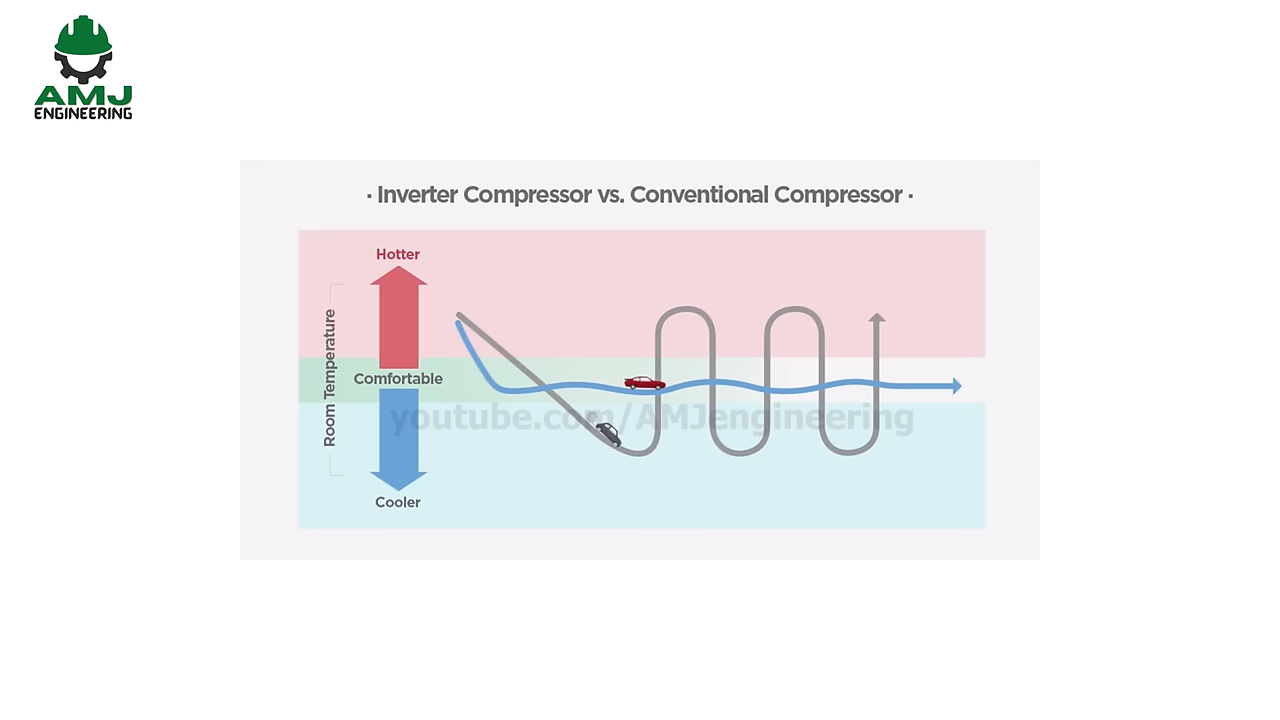 AMJ
ENGINEERING
· Inverter Compressor vs. Conventional Compressor ·
Hotter
Room Temperature
Comfortable
youtube.com/AMJengineering
Cooler